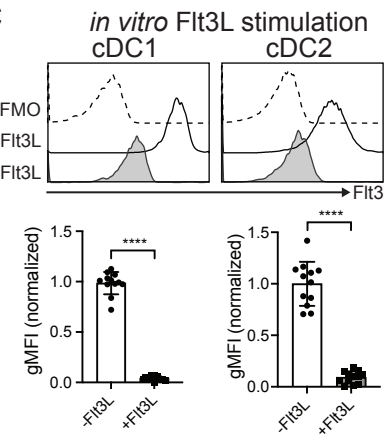 in vitro Flt3L stimulation
cDC1 cDC2
FMO
Flt3L
Flt3L
Flt3
**** ****
gMFI (normalized) gMFI (normalized)
1.5 1.5
1.0 1.0
0.5 0.5
0.0 0.0
-Flt3L +Flt3L -Flt3L +Flt3L